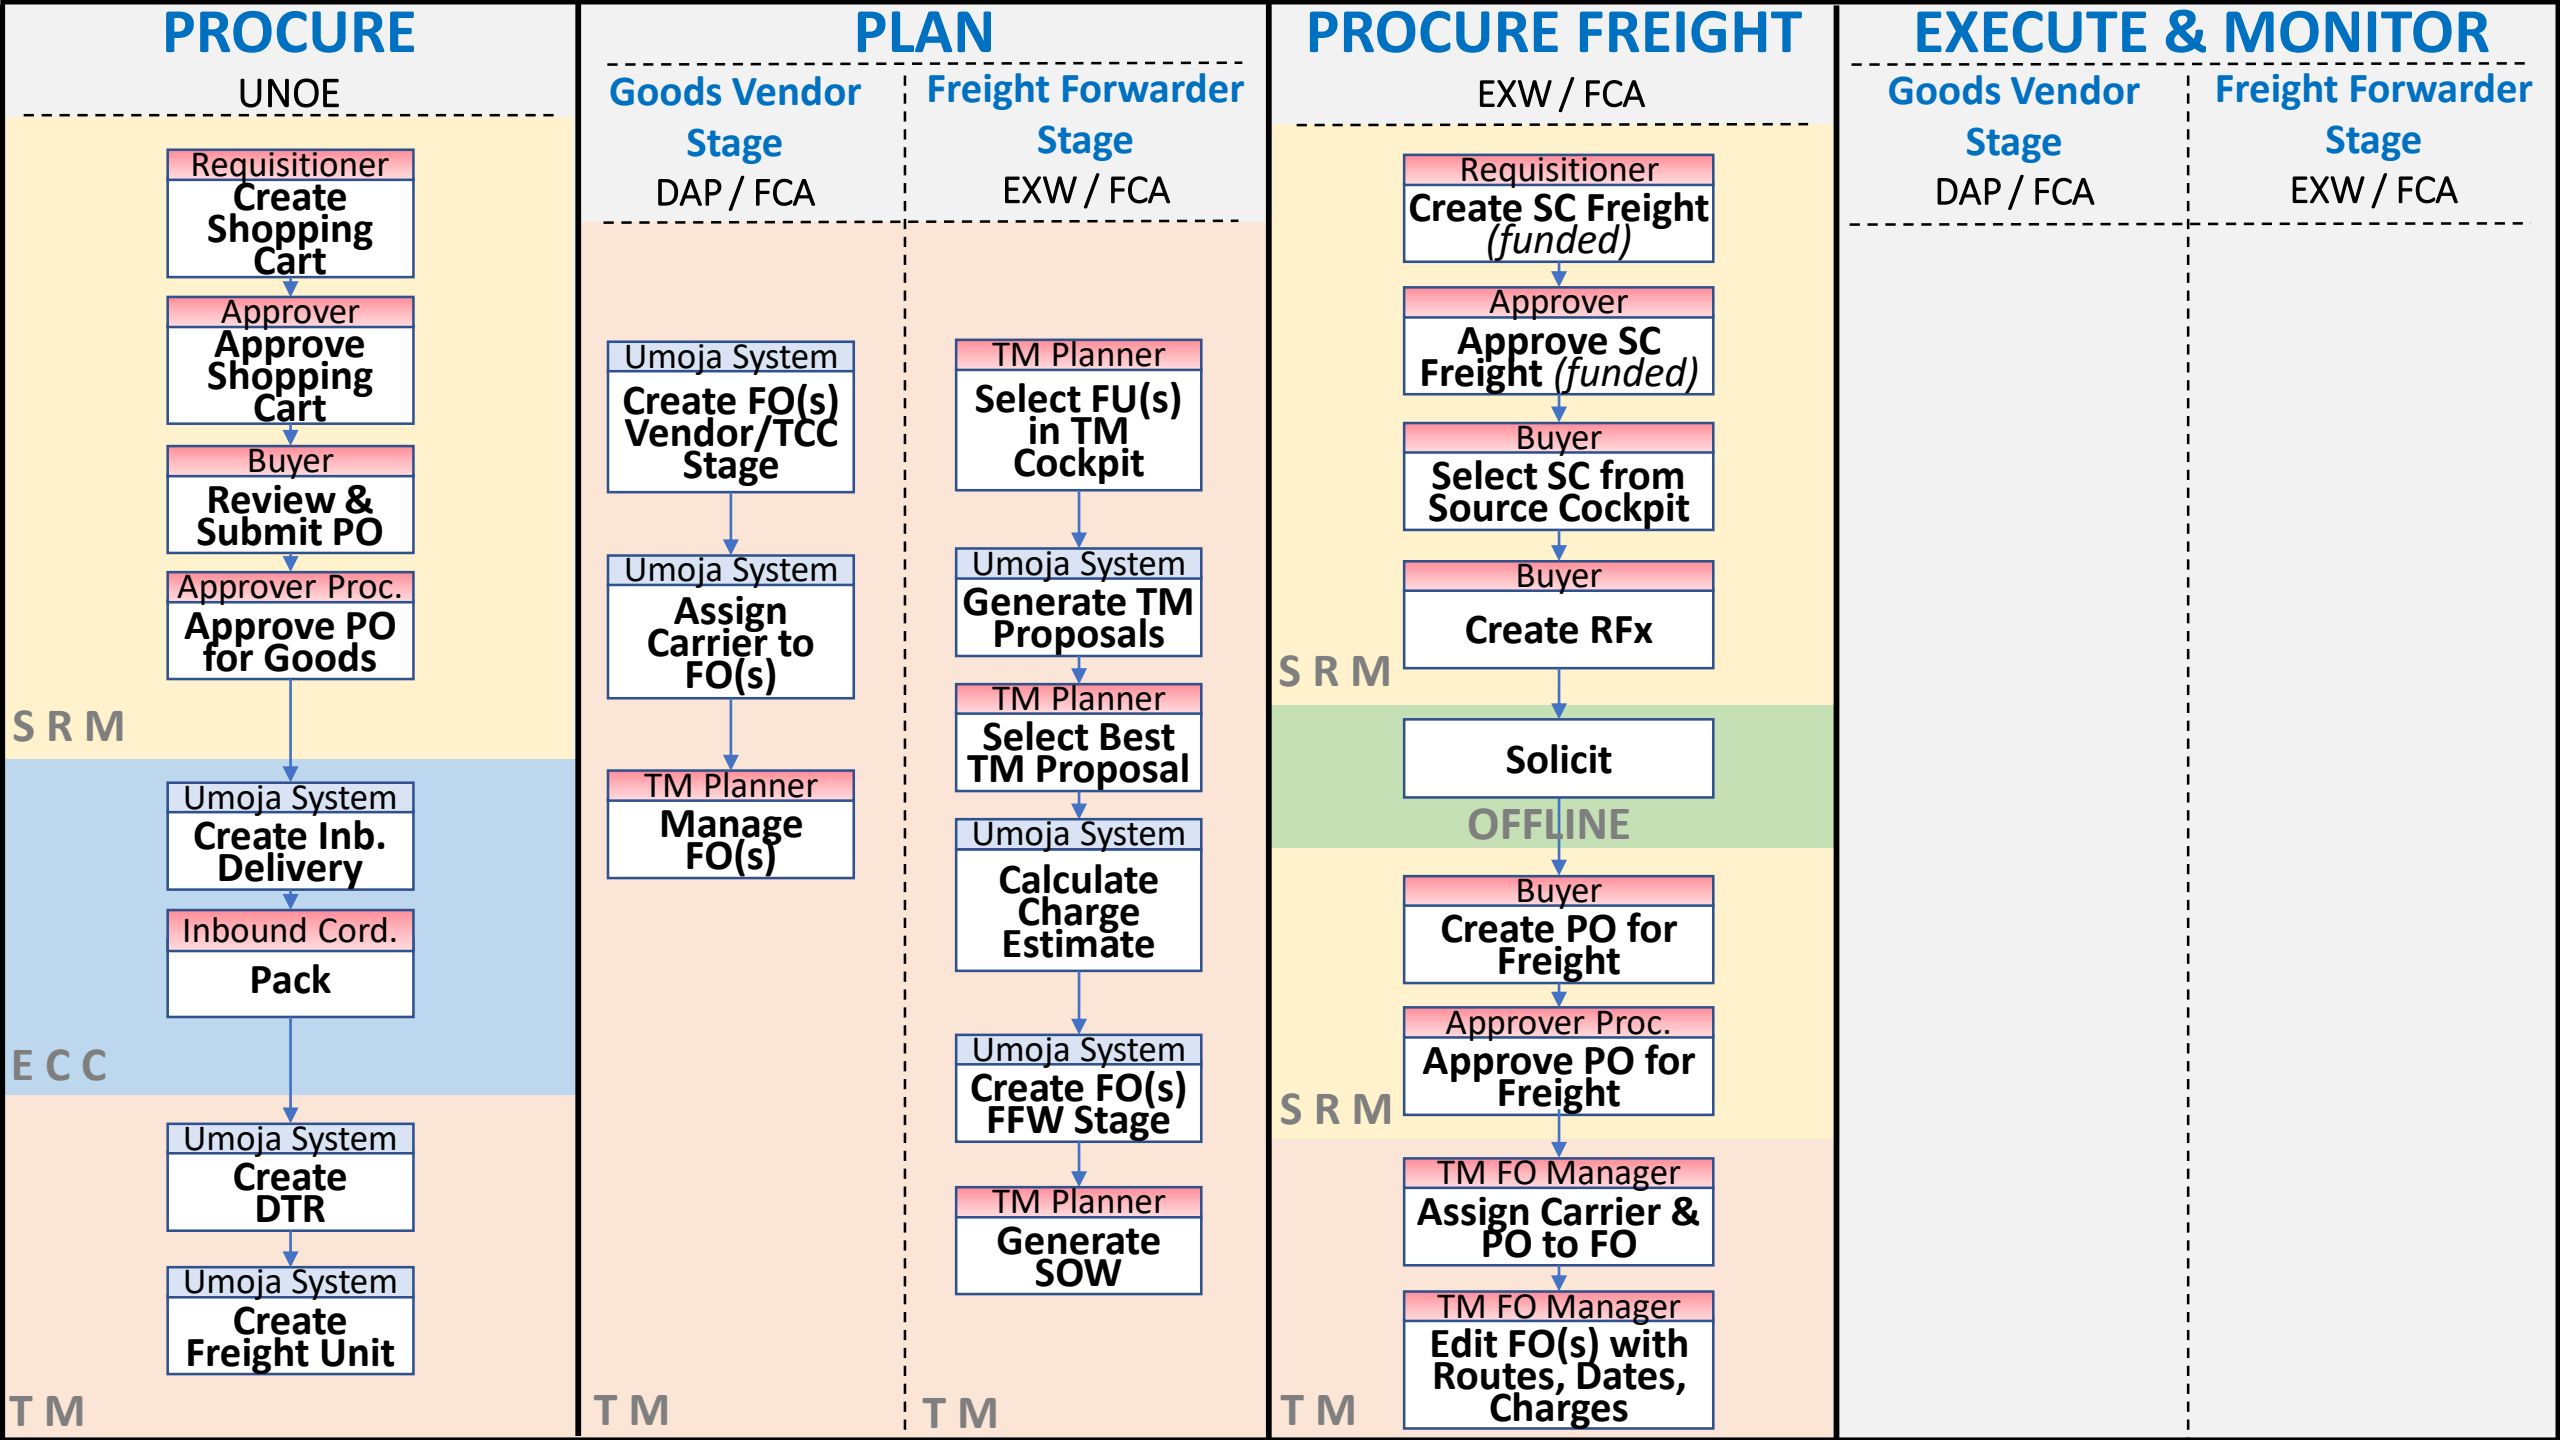 PROCURE
UNOE
Requisitioner
Create
Shopping
Cart
Approver
Approve
Shopping
Cart
Buyer
Review &
Submit PO
Approver Proc.
Approve PO
for Goods
S R M
Umoja System
Create Inb.
Delivery
Inbound Cord.
Pack
E C C
Umoja System
Create
DTR
Umoja System
Create
Freight Unit
T M
PLAN
Goods Vendor
Stage
DAP / FCA
Umoja System
Create FO(s)
Vendor/TCC
Stage
Umoja System
Assign
Carrier to
FO(s)
TM Planner
Manage
FO(s)
T M
Freight Forwarder
Stage
EXW / FCA
TM Planner
Select FU(s)
in TM
Cockpit
Umoja System
Generate TM
Proposals
TM Planner
Select Best
TM Proposal
Umoja System
Calculate
Charge
Estimate
Umoja System
Create FO(s)
FFW Stage
TM Planner
Generate
SOW
T M
PROCURE FREIGHT
EXW / FCA
Requisitioner
Create SC Freight
(funded)
Approver
Approve SC
Freight (funded)
Buyer
Select SC from
Source Cockpit
Buyer
Create RFx
S R M
Solicit
OFFLINE
Buyer
Create PO for
Freight
Approver Proc.
Approve PO for
Freight
S R M
TM FO Manager
Assign Carrier &
PO to FO
TM FO Manager
Edit FO(s) with
Routes, Dates,
Charges
T M
EXECUTE & MONITOR
Goods Vendor
Stage
DAP / FCA
Freight Forwarder
Stage
EXW / FCA